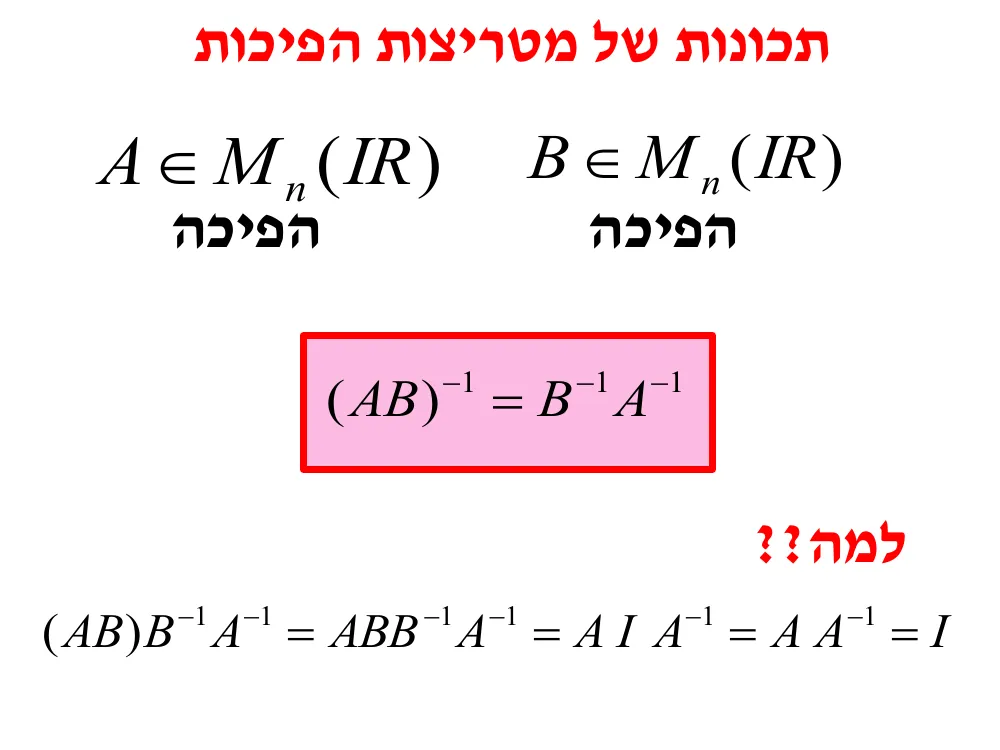 תכונות של מטריצות הפיכות
A ∈ M_n (IR) B ∈ M_n (IR)
הפיכה הפיכה
(AB)^{-1} = B^{-1} A^{-1}
למה??
(AB)B^{-1} A^{-1} = ABB^{-1} A^{-1} = A I A^{-1} = A A^{-1} = I